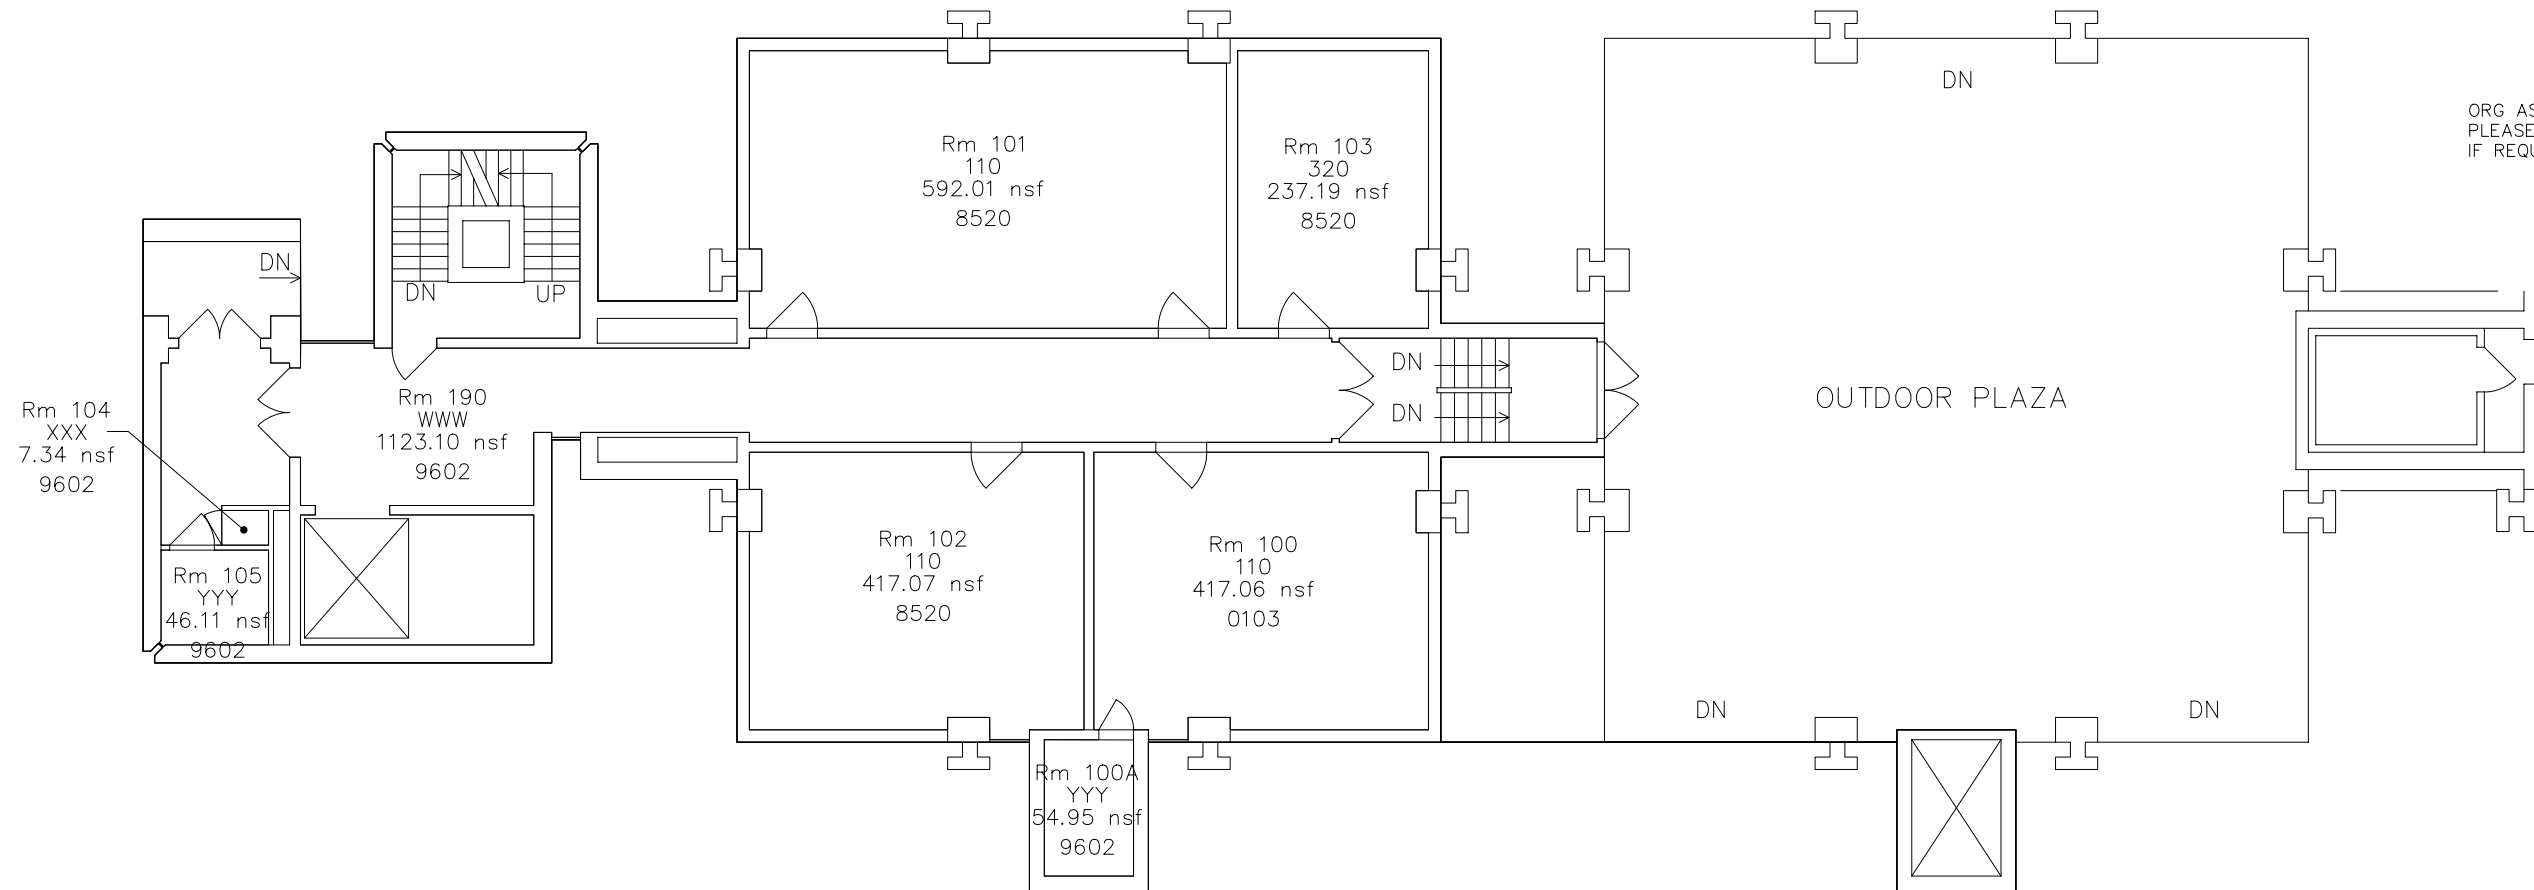 DN
ORG AS
PLEASE
IF REQU
Rm 101
110
592.01 nsf
8520
Rm 103
320
237.19 nsf
8520
DN
DN
UP
DN
DN
OUTDOOR PLAZA
Rm 190
WWW
1123.10 nsf
9602
Rm 104
XXX
7.34 nsf
9602
Rm 102
110
417.07 nsf
8520
Rm 100
110
417.06 nsf
0103
Rm 105
YYY
46.11 nsf
9602
DN
DN
Rm 100A
YYY
54.95 nsf
9602